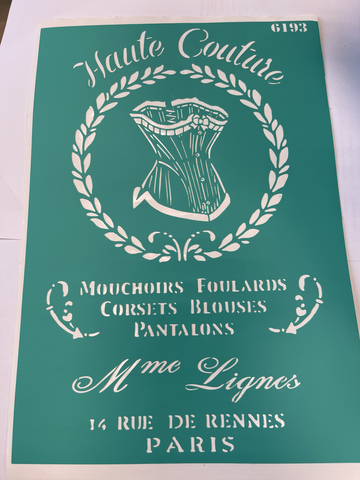 6193
Haute Couture
Mouchoirs Foulards
Corsets Blouses
Pantalons
Mme Lignes
14 RUE DE RENNES
PARIS